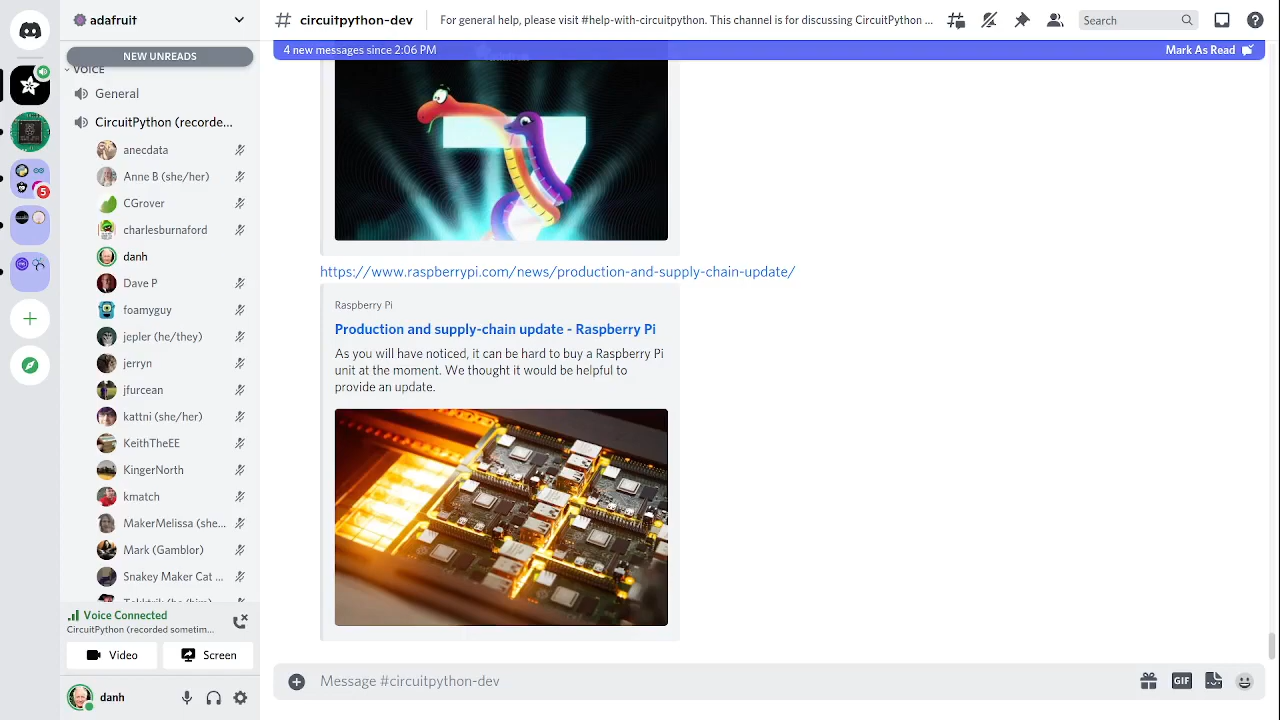 adafruit
NEW UNREADS
VOICE
General
CircuitPython (recorde...
anecdata
Anne B (she/her)
CGrover
charlesburnaford
danh
Dave P
foamyguy
jepler (he/they)
jerryn
jfurcean
kattni (she/her)
KeithTheEE
KingerNorth
kmatch
MakerMelissa (she...
Mark (Gamblor)
Snakey Maker Cat ...
Voice Connected
CircuitPython (recorded sometim...
Video
Screen
danh
5
circuitpython-dev
For general help, please visit #help-with-circuitpython. This channel is for discussing CircuitPython ...
Search
4 new messages since 2:06 PM
Mark As Read
https://www.raspberrypi.com/news/production-and-supply-chain-update/
Raspberry Pi
Production and supply-chain update - Raspberry Pi
As you will have noticed, it can be hard to buy a Raspberry Pi
unit at the moment. We thought it would be helpful to
provide an update.
Message #circuitpython-dev
GIF